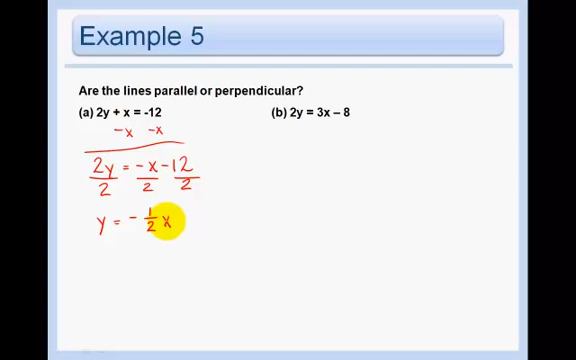 Example 5
Are the lines parallel or perpendicular?
(a) 2y + x = -12
(b) 2y = 3x – 8
-x -x
2y = -x -12
2 2 2
y = - 1/2 x